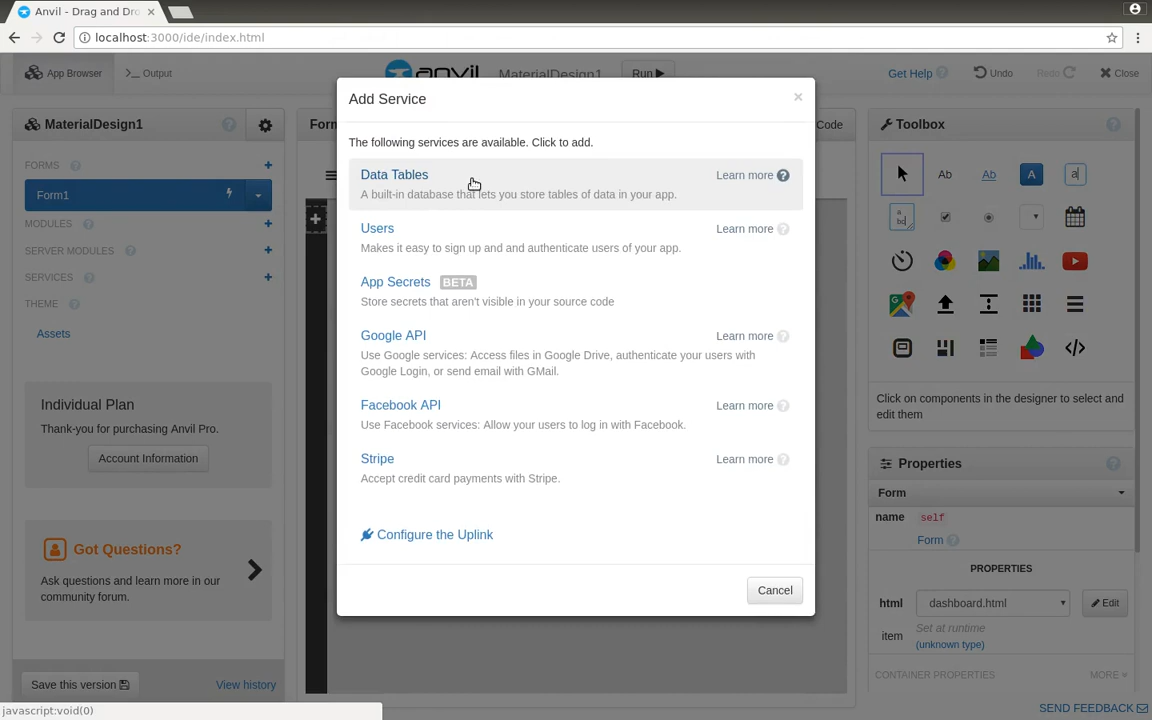 Anvil - Drag and Dro
localhost:3000/ide/index.html
App Browser
Output
anvil
MaterialDesign1
Run
Get Help
Undo
Redo
Close
MaterialDesign1
FORMS
Form1
MODULES
SERVER MODULES
SERVICES
THEME
Assets
Individual Plan
Thank-you for purchasing Anvil Pro.
Account Information
Got Questions?
Ask questions and learn more in our
community forum.
Save this version
View history
javascript:void(0)
Form
Code
Add Service
×
The following services are available. Click to add.
Data Tables
Learn more
A built-in database that lets you store tables of data in your app.
Users
Learn more
Makes it easy to sign up and and authenticate users of your app.
App Secrets BETA
Store secrets that aren't visible in your source code
Google API
Learn more
Use Google services: Access files in Google Drive, authenticate your users with
Google Login, or send email with GMail.
Facebook API
Learn more
Use Facebook services: Allow your users to log in with Facebook.
Stripe
Learn more
Accept credit card payments with Stripe.
Configure the Uplink
Cancel
Toolbox
Ab
Ab
A
a
a
bc
Click on components in the designer to select and
edit them
Properties
Form
name self
Form
PROPERTIES
html dashboard.html Edit
item Set at runtime
(unknown type)
CONTAINER PROPERTIES
MORE
SEND FEEDBACK